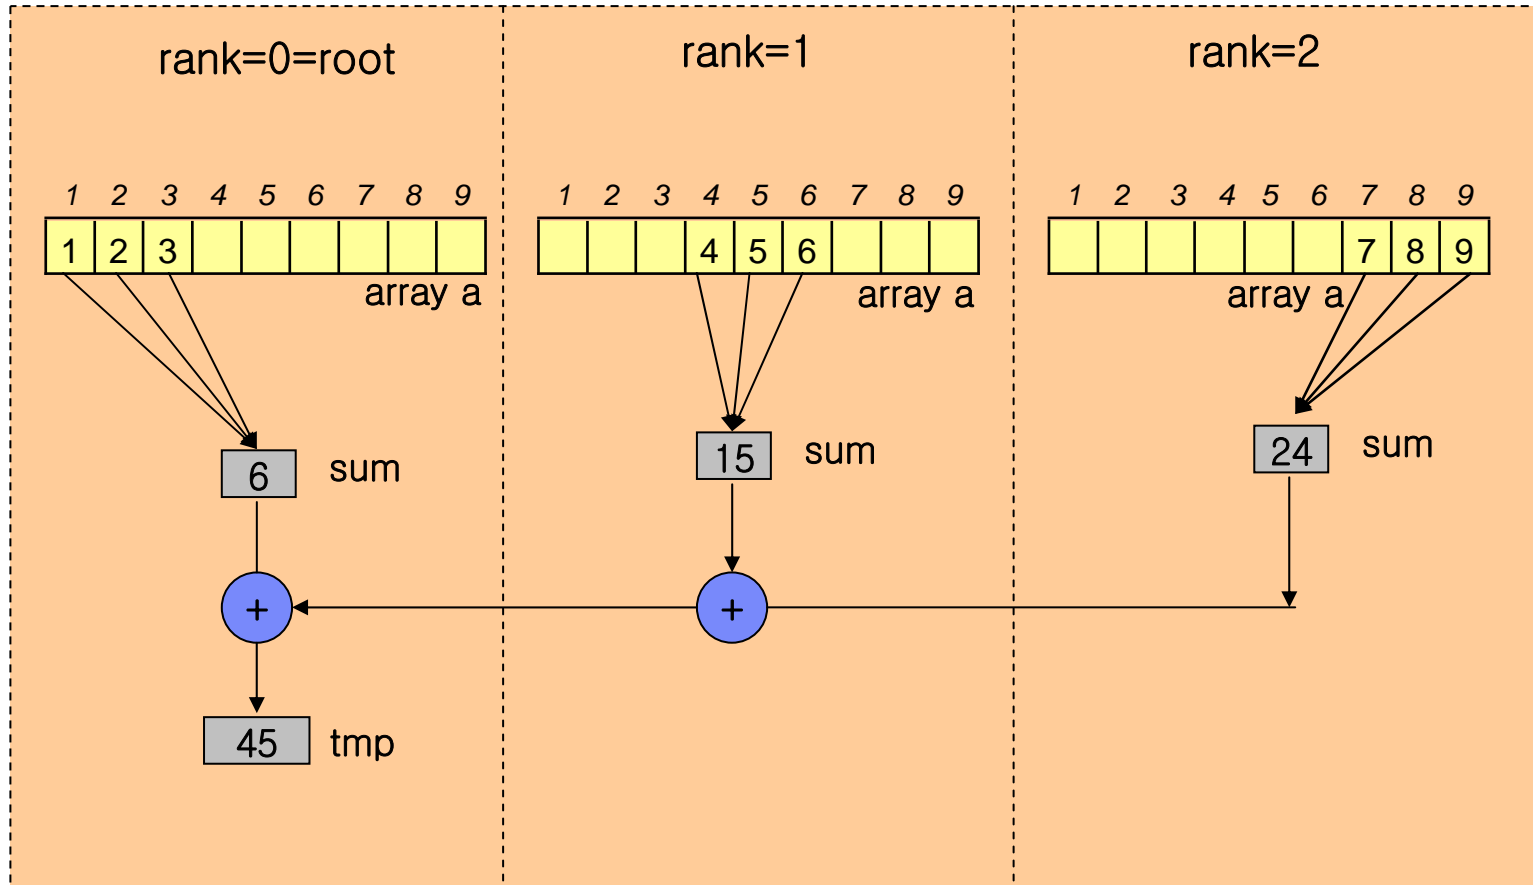 rank=0=root rank=1 rank=2
1 2 3 4 5 6 7 8 9 1 2 3 4 5 6 7 8 9 1 2 3 4 5 6 7 8 9
1 2 3 4 5 6 7 8 9
array a array a array a
6 sum 15 sum 24 sum
+ +
45 tmp